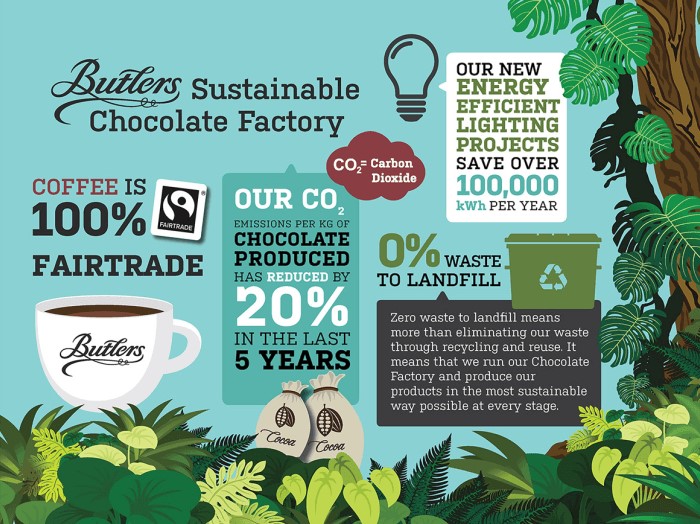 Butlers Sustainable
Chocolate Factory
COFFEE IS
100%
FAIRTRADE
FAIRTRADE
Butlers
OUR CO2
EMISSIONS PER KG OF
CHOCOLATE
PRODUCED
HAS REDUCED BY
20%
IN THE LAST
5 YEARS
CO2= Carbon
Dioxide
Cocoa
Cocoa
OUR NEW
ENERGY
EFFICIENT
LIGHTING
PROJECTS
SAVE OVER
100,000
kWh PER YEAR
0% WASTE
TO LANDFILL
Zero waste to landfill means
more than eliminating our waste
through recycling and reuse. It
means that we run our Chocolate
Factory and produce our
products in the most sustainable
way possible at every stage.